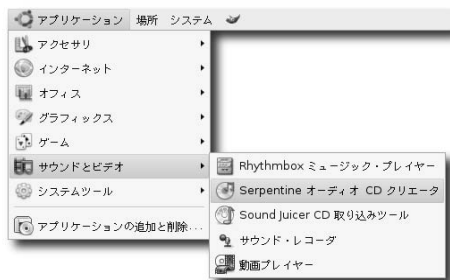 アプリケーション 場所 システム
アクセサリ
インターネット
オフィス
グラフィックス
ゲーム
サウンドとビデオ
システムツール
アプリケーションの追加と削除...
Rhythmbox ミュージック・プレイヤー
Serpentine オーディオ CD クリエータ
Sound Juicer CD 取り込みツール
サウンド・レコーダ
動画プレイヤー